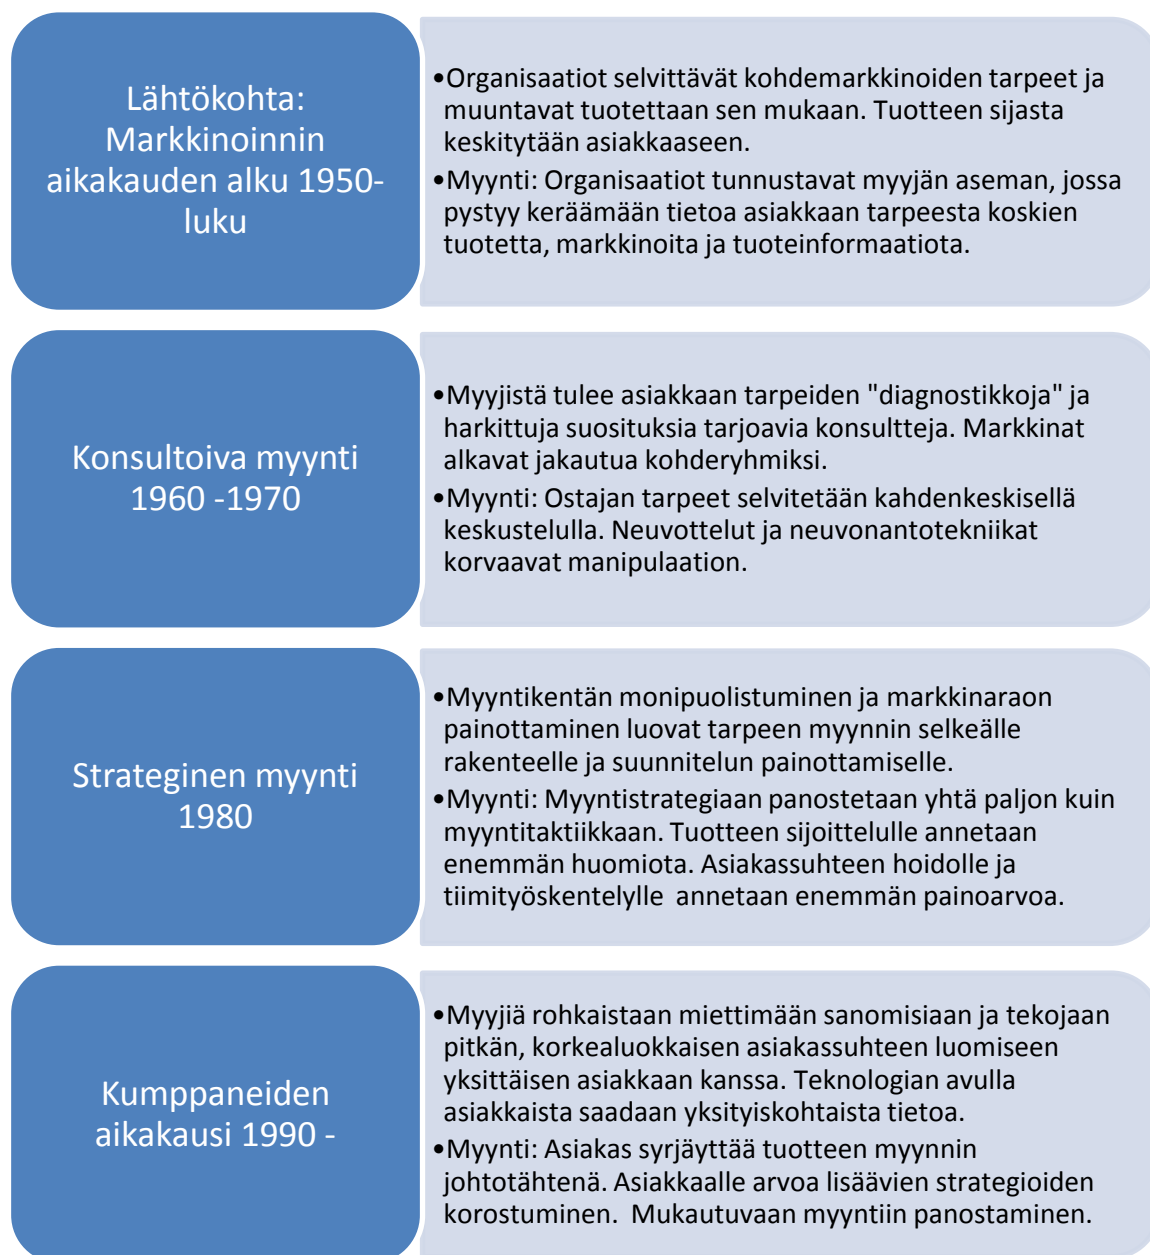 Lähtökohta:
Markkinoinnin
aikakauden alku 1950-
luku
•Organisaatiot selvittävät kohdemarkkinoiden tarpeet ja
muuntavat tuotettaan sen mukaan. Tuotteen sijasta
keskitytään asiakkaaseen.
•Myynti: Organisaatiot tunnustavat myyjän aseman, jossa
pystyy keräämään tietoa asiakkaan tarpeesta koskien
tuotetta, markkinoita ja tuoteinformaatiota.
Konsultoiva myynti
1960 -1970
•Myyjistä tulee asiakkaan tarpeiden "diagnostikkoja" ja
harkittuja suosituksia tarjoavia konsultteja. Markkinat
alkavat jakautua kohderyhmiksi.
•Myynti: Ostajan tarpeet selvitetään kahdenkeskisellä
keskustelulla. Neuvottelut ja neuvonantotekniikat
korvaavat manipulaation.
Strateginen myynti
1980
•Myyntikentän monipuolistuminen ja markkinaraon
painottaminen luovat tarpeen myynnin selkeälle
rakenteelle ja suunnitelun painottamiselle.
•Myynti: Myyntistrategiaan panostetaan yhtä paljon kuin
myyntitaktiikkaan. Tuotteen sijoittelulle annetaan
enemmän huomiota. Asiakassuhteen hoidolle ja
tiimityöskentelylle  annetaan enemmän painoarvoa.
Kumppaneiden
aikakausi 1990 -
•Myyjiä rohkaistaan miettimään sanomisiaan ja tekojaan
pitkän, korkealuokkaisen asiakassuhteen luomiseen
yksittäisen asiakkaan kanssa. Teknologian avulla
asiakkaista saadaan yksityiskohtaista tietoa.
•Myynti: Asiakas syrjäyttää tuotteen myynnin
johtotähtenä. Asiakkaalle arvoa lisäävien strategioiden
korostuminen.  Mukautuvaan myyntiin panostaminen.